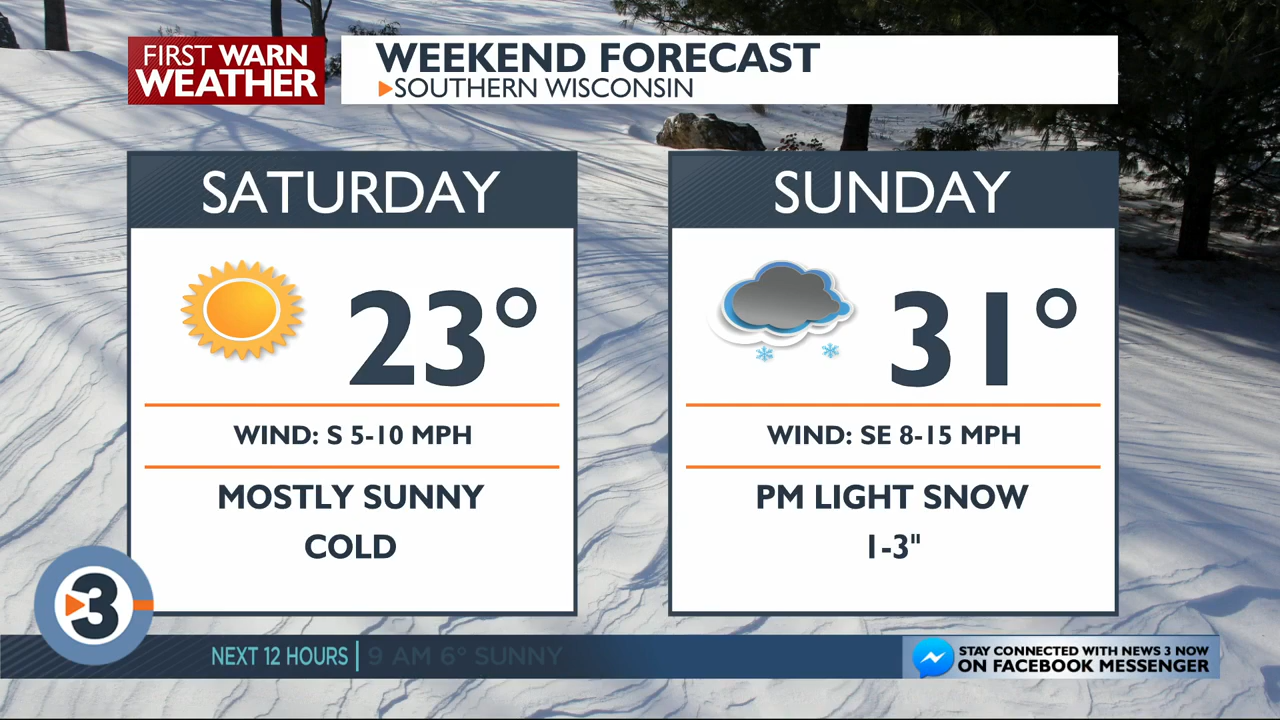 FIRST WARN
WEATHER
WEEKEND FORECAST
SOUTHERN WISCONSIN
SATURDAY
23°
WIND: S 5-10 MPH
MOSTLY SUNNY
COLD
SUNDAY
31°
WIND: SE 8-15 MPH
PM LIGHT SNOW
1-3"
3
NEXT 12 HOURS
9 AM 6° SUNNY
STAY CONNECTED WITH NEWS 3 NOW
ON FACEBOOK MESSENGER